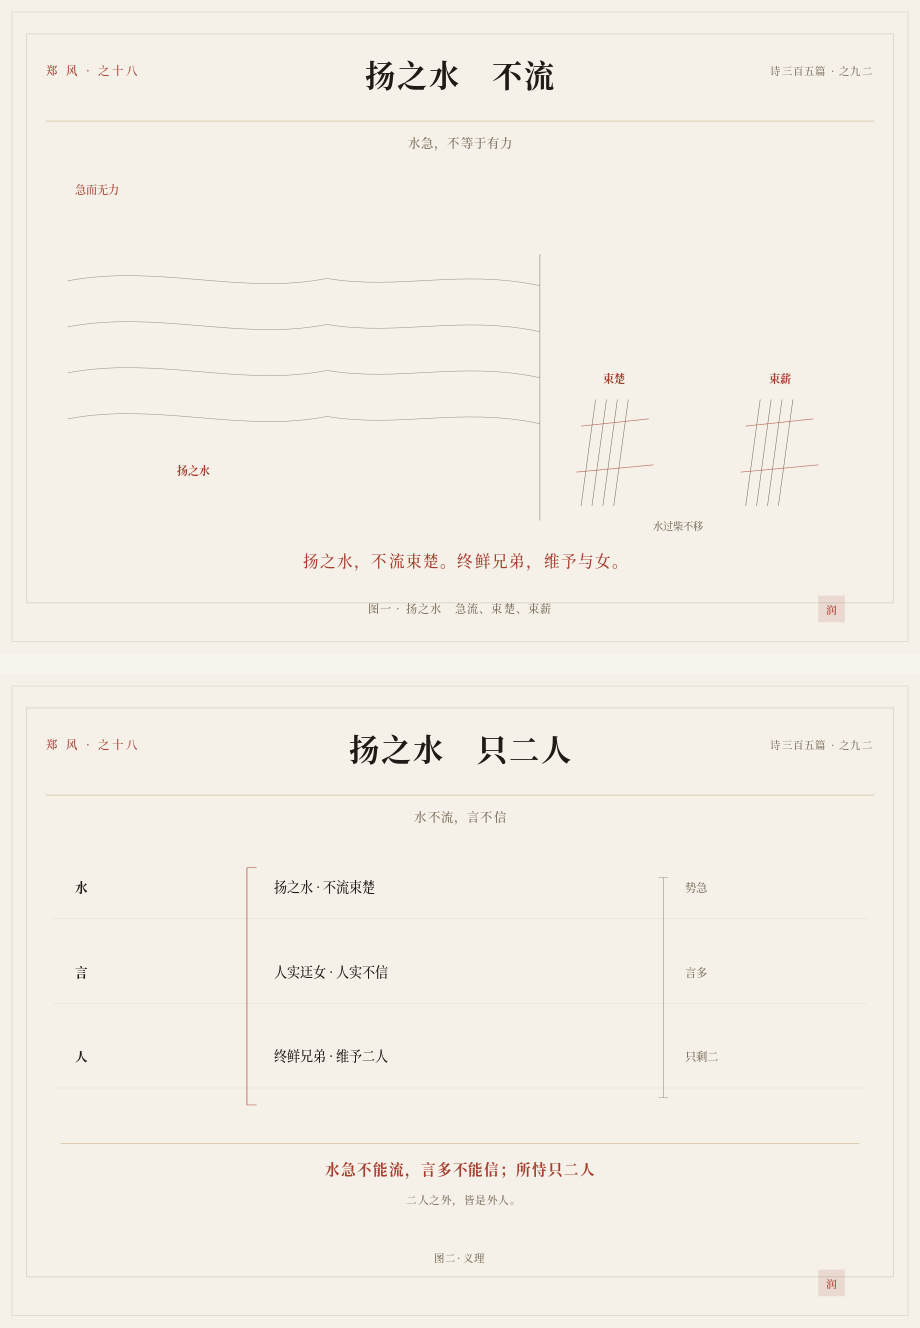 郑 风 · 之十八
扬之水　不流
诗三百五篇 · 之九二
水急，不等于有力
急而无力
束楚
束薪
扬之水
水过柴不移
扬之水，不流束楚。终鲜兄弟，维予与女。
图一 · 扬之水　急流、束楚、束薪
润
郑 风 · 之十八
扬之水　只二人
诗三百五篇 · 之九二
水不流，言不信
水
扬之水 · 不流束楚
势急
言
人实迋女 · 人实不信
言多
人
终鲜兄弟 · 维予二人
只剩二
水急不能流，言多不能信；所恃只二人
二人之外，皆是外人。
图二 · 义理
润